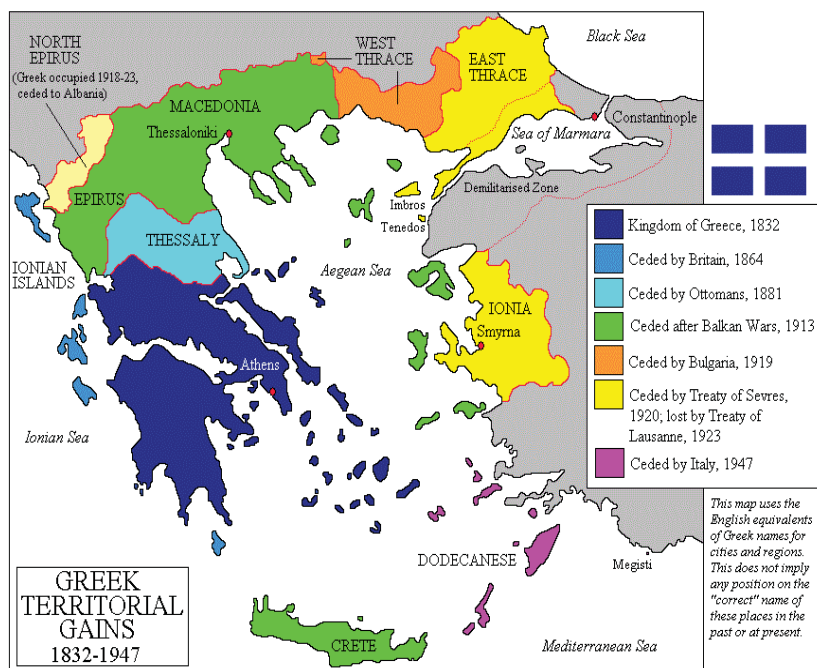 NORTH
EPIRUS
(Greek occupied 1918-23,
ceded to Albania)
WEST
THRACE
EAST
THRACE
Black Sea
MACEDONIA
Thessaloniki
Constantinople
Sea of Marmara
EPIRUS
Imbros
Tenedos
Demilitarised Zone
THESSALY
IONIAN
ISLANDS
Aegean Sea
IONIA
Smyrna
Athens
Ionian Sea
DODECANESE
Megisti
CRETE
Mediterranean Sea
Kingdom of Greece, 1832
Ceded by Britain, 1864
Ceded by Ottomans, 1881
Ceded after Balkan Wars, 1913
Ceded by Bulgaria, 1919
Ceded by Treaty of Sevres,
1920; lost by Treaty of
Lausanne, 1923
Ceded by Italy, 1947
This map uses the
English equivalents
of Greek names for
cities and regions.
This does not imply
any position on the
"correct" name of
these places in the
past or at present.
GREEK
TERRITORIAL
GAINS
1832-1947